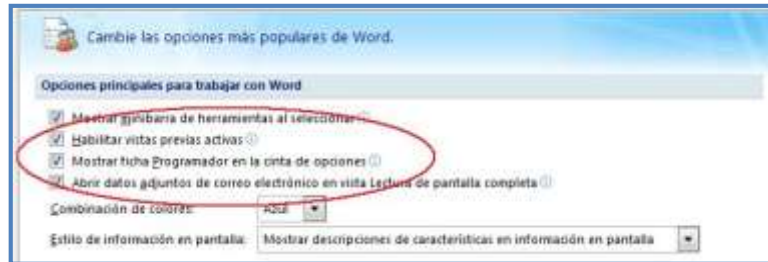 Cambie las opciones más populares de Word.
Opciones principales para trabajar con Word
Mostrar minibarra de herramientas al seleccionar
Habilitar vistas previas activas
Mostrar ficha Programador en la cinta de opciones
Abrir datos adjuntos de correo electrónico en vista Lectura de pantalla completa
Combinación de colores: Azul
Estilo de información en pantalla: Mostrar descripciones de características en información en pantalla